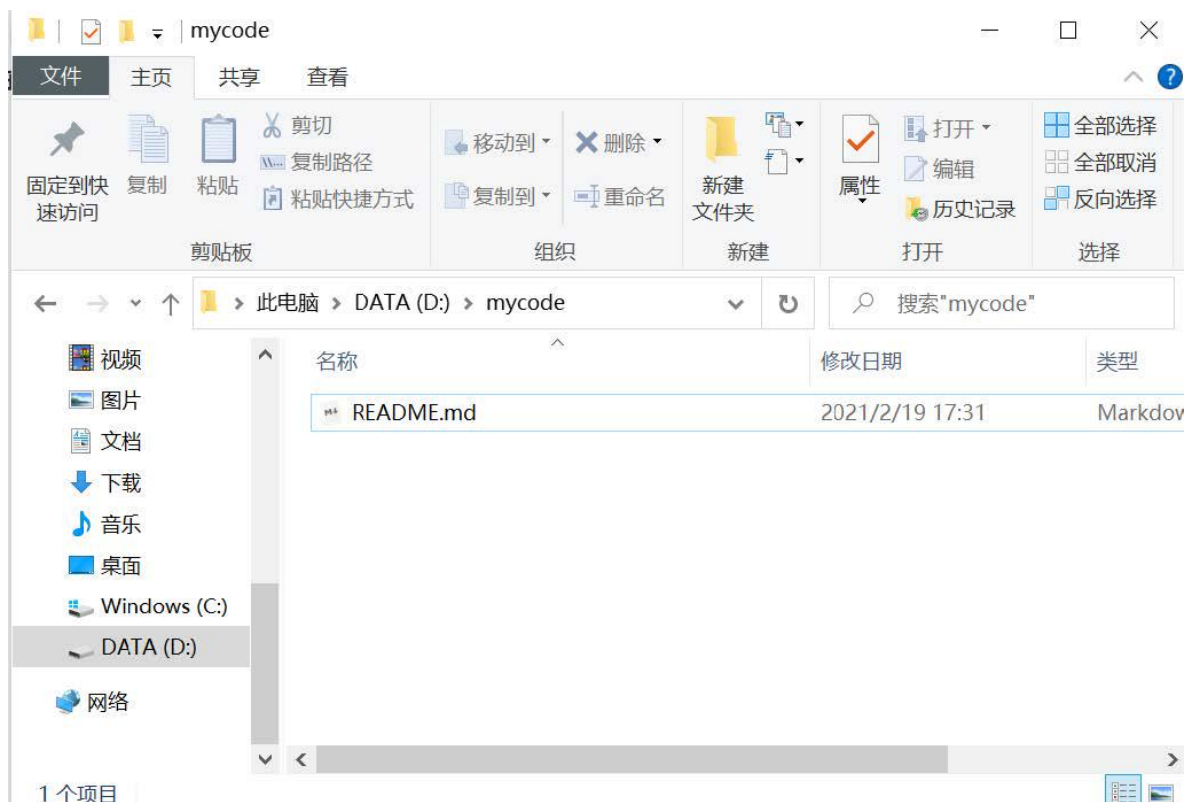 mycode
文件 主页 共享 查看
固定到快速访问 复制 粘贴 剪切 复制路径 粘贴快捷方式
移动到 复制到 删除 重命名
新建文件夹
属性 打开 编辑 历史记录
全部选择 全部取消 反向选择
剪贴板 组织 新建 打开 选择
此电脑 DATA (D:) mycode 搜索"mycode"
名称 修改日期 类型
README.md 2021/2/19 17:31 Markdow
视频
图片
文档
下载
音乐
桌面
Windows (C:)
DATA (D:)
网络
1 个项目